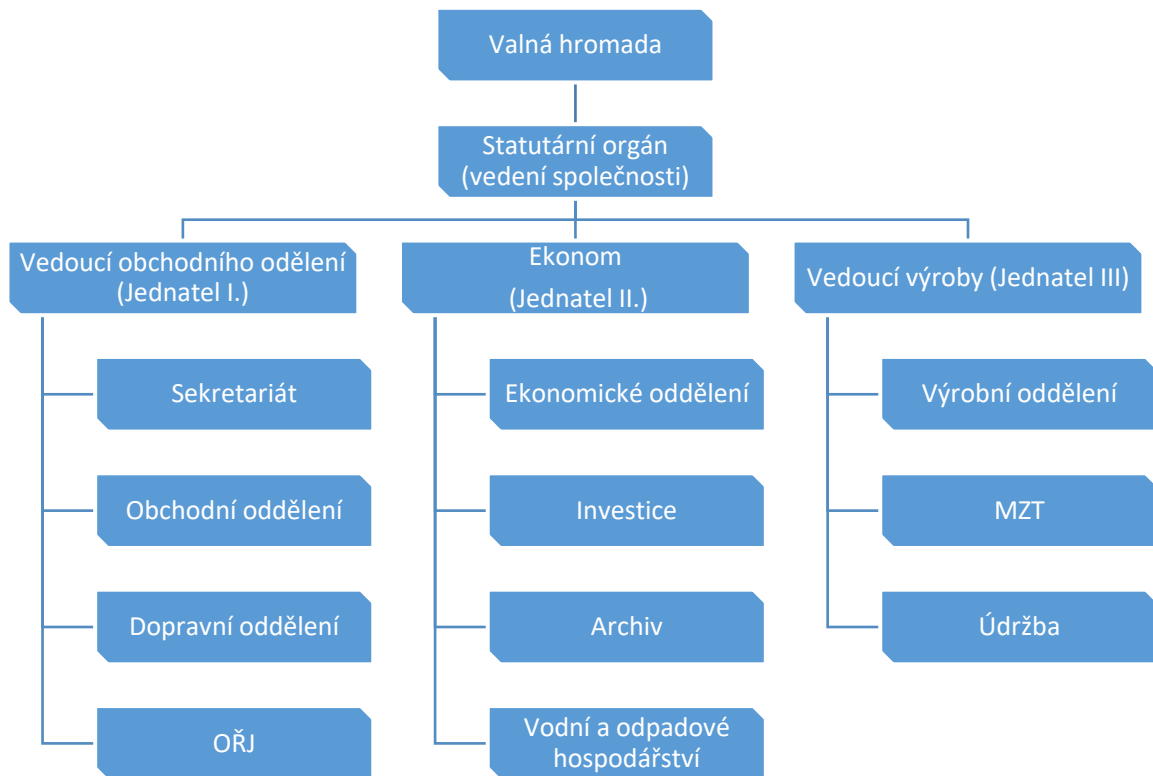 Valná hromada
Statutární orgán
(vedení společnosti)
Vedoucí obchodního odělení
(Jednatel I.)
Ekonom
(Jednatel II.)
Vedoucí výroby (Jednatel III)
Sekretariát
Ekonomické oddělení
Výrobní oddělení
Obchodní oddělení
Investice
MZT
Dopravní oddělení
Archiv
Údržba
OŘJ
Vodní a odpadové
hospodářství